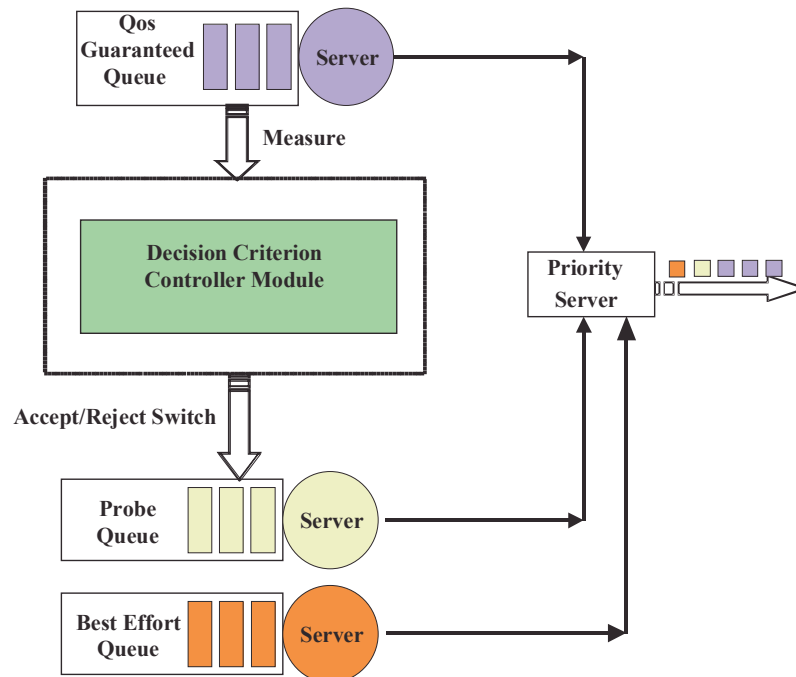 Qos
Guaranteed
Queue
Server
Measure
Decision Criterion
Controller Module
Priority
Server
Accept/Reject Switch
Probe
Queue
Server
Best Effort
Queue
Server